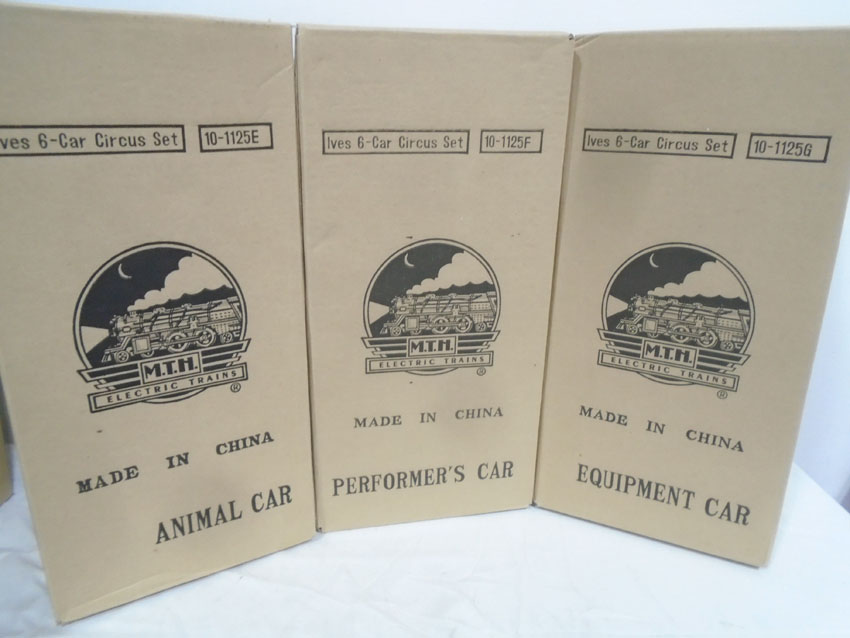 ves 6-Car Circus Set 10-1125E
M.T.H.
ELECTRIC TRAINS ®
MADE IN CHINA
ANIMAL CAR
Ives 6-Car Circus Set 10-1125F
M.T.H.
ELECTRIC TRAINS ®
MADE IN CHINA
PERFORMER'S CAR
Ives 6-Car Circus Set 10-1125G
M.T.H.
ELECTRIC TRAINS ®
MADE IN CHINA
EQUIPMENT CAR